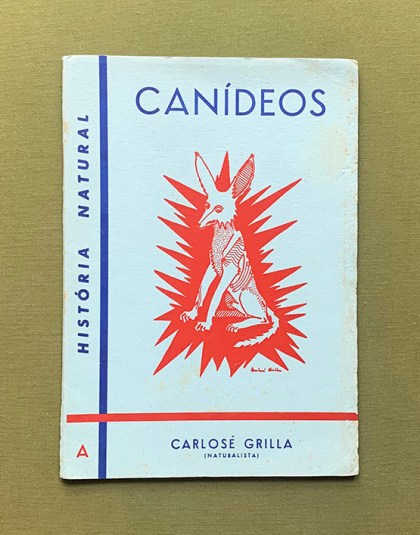 CANÍDEOS
HISTÓRIA NATURAL
A
CARLOSÉ GRILLA
(NATURALISTA)